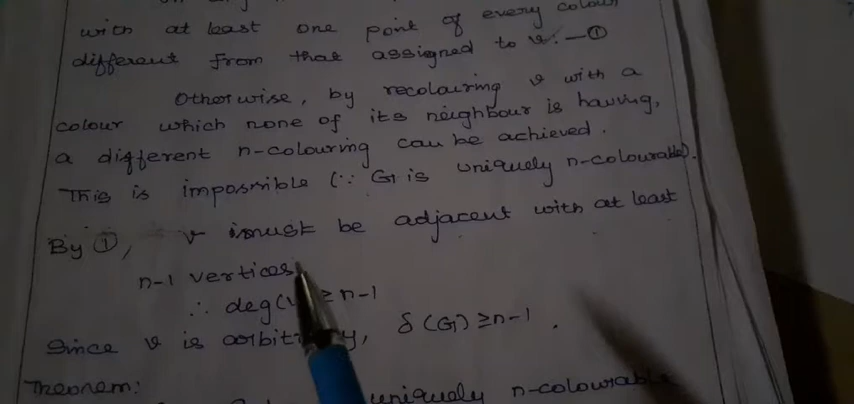 with at least one point of every colour
different from that assigned to v. — ①
Otherwise, by recolouring v with a
colour which none of its neighbour is having,
a different n-colouring can be achieved.
This is impossible (∵ G is uniquely n-colourable).
By ①, v must be adjacent with at least
n-1 vertices
∴ deg(v ≥ n-1
Since v is arbitrary, δ(G) ≥ n-1.
Theorem:
uniquely n-colourable